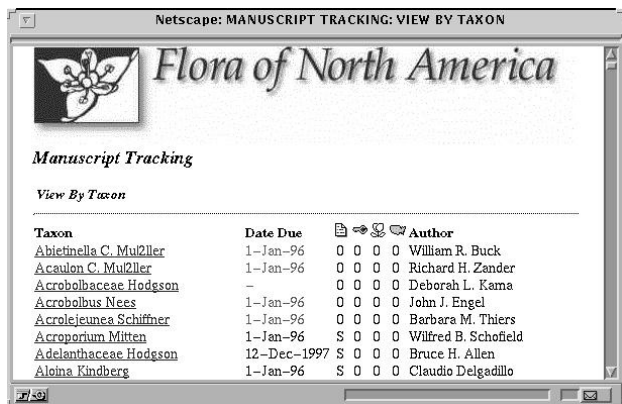 Netscape: MANUSCRIPT TRACKING: VIEW BY TAXON
Flora of North America
Manuscript Tracking
View By Taxon
Taxon Date Due Author
Abietinella C. Mul2ller 1-Jan-96 0 0 0 0 William R. Buck
Acaulon C. Mul2ller 1-Jan-96 0 0 0 0 Richard H. Zander
Acrobolbaceae Hodgson – 0 0 0 0 Deborah L. Kama
Acrobolbus Nees 1-Jan-96 0 0 0 0 John J. Engel
Acrolejeunea Schiffner 1-Jan-96 0 0 0 0 Barbara M. Thiers
Acroporium Mitten 1-Jan-96 S 0 0 0 Wilfred B. Schofield
Adelanthaceae Hodgson 12-Dec-1997 S 0 0 0 Bruce H. Allen
Aloina Kindberg 1-Jan-96 S 0 0 0 Claudio Delgadillo